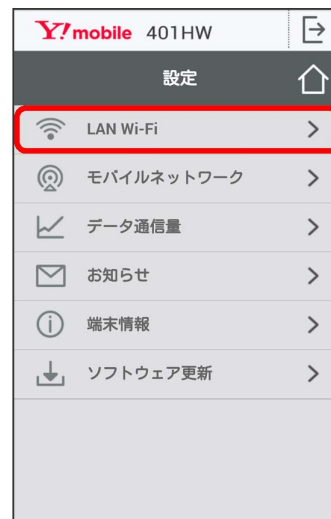 Y!mobile 401HW
設定
LAN Wi-Fi
モバイルネットワーク
データ通信量
お知らせ
端末情報
ソフトウェア更新